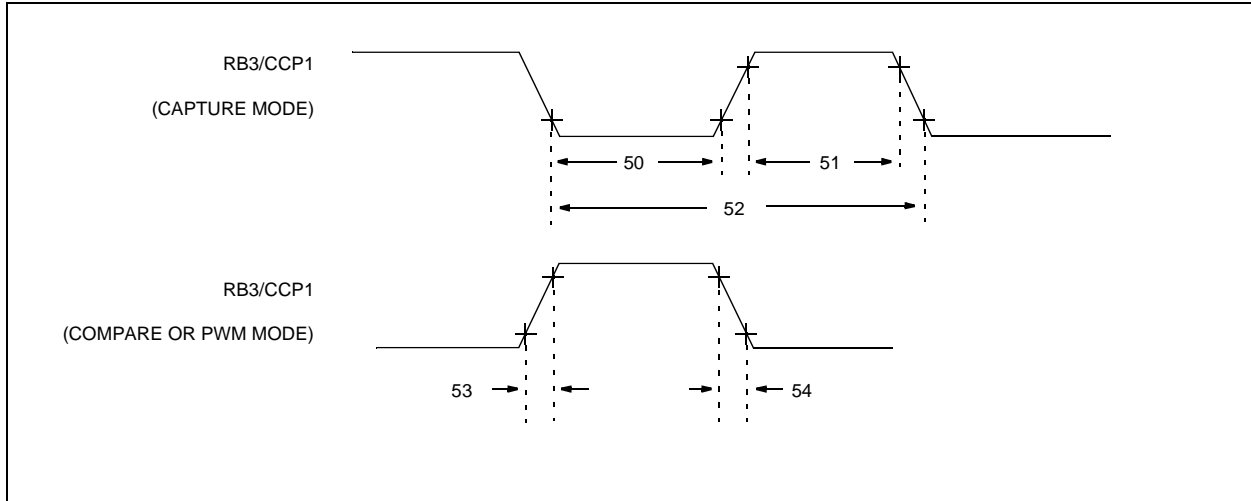 RB3/CCP1
(CAPTURE MODE)
50
51
52
RB3/CCP1
(COMPARE OR PWM MODE)
53
54